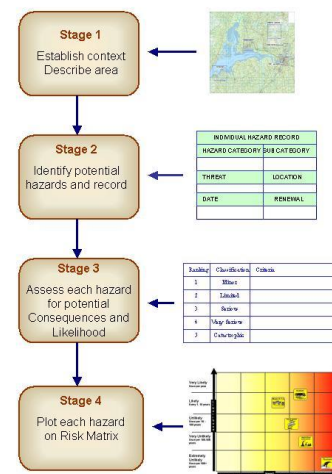 Stage 1
Establish context
Describe area
Stage 2
Identify potential
hazards and record
INDIVIDUAL HAZARD RECORD
HAZARD CATEGORY SUB CATEGORY
THREAT LOCATION
DATE RENEWAL
Stage 3
Assess each hazard
for potential
Consequences and
Likelihood
Ranking Classification Criteria
1 Minor
2 Limited
3 Serious
4 Very Serious
5 Catastrophic
Stage 4
Plot each hazard
on Risk Matrix
Very Likely
Likely
Unlikely
Very Unlikely
Extremely
Unlikely